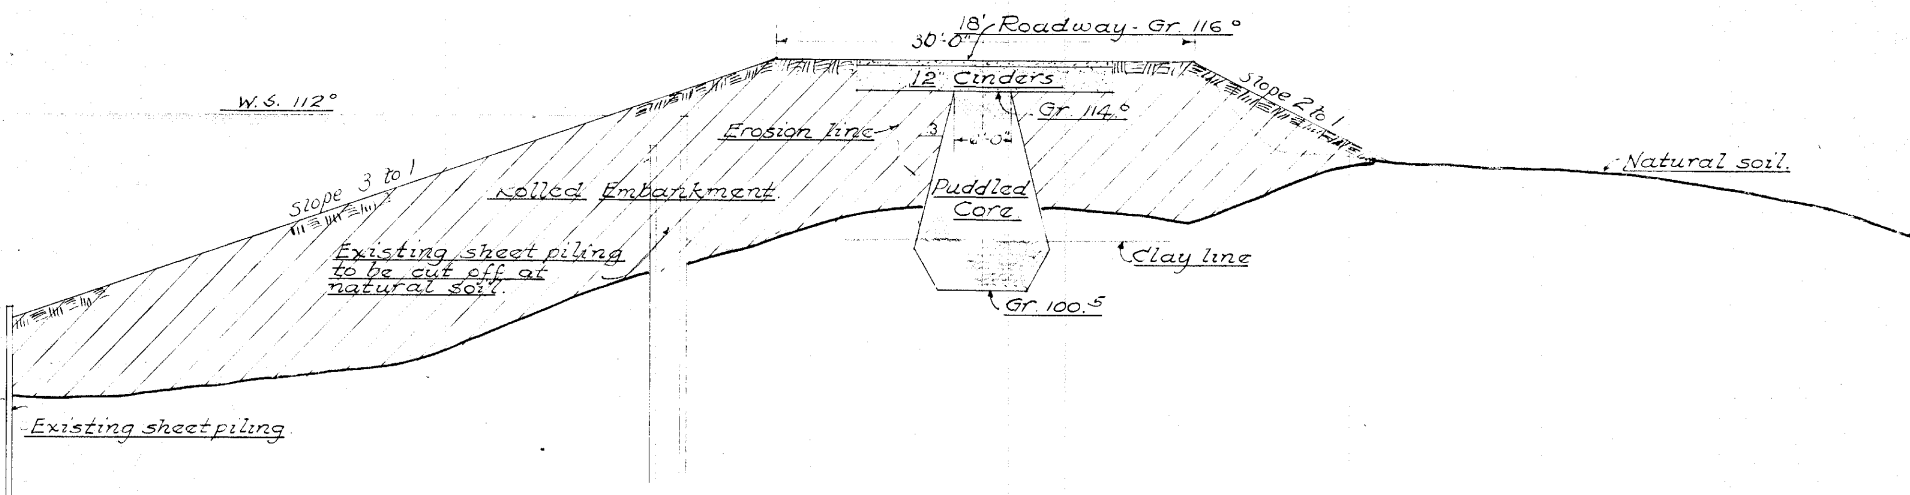 18' Roadway - Gr. 116.°
30'-0"
12" Cinders
Slope 2 to 1
W.S. 112°
Gr. 114.°
Erosion line
3
Natural soil.
Slope 3 to 1
Rolled Embankment.
Puddled
Core
Existing sheet piling
to be cut off at
natural soil.
Clay line
Gr. 100.5
Existing sheet piling